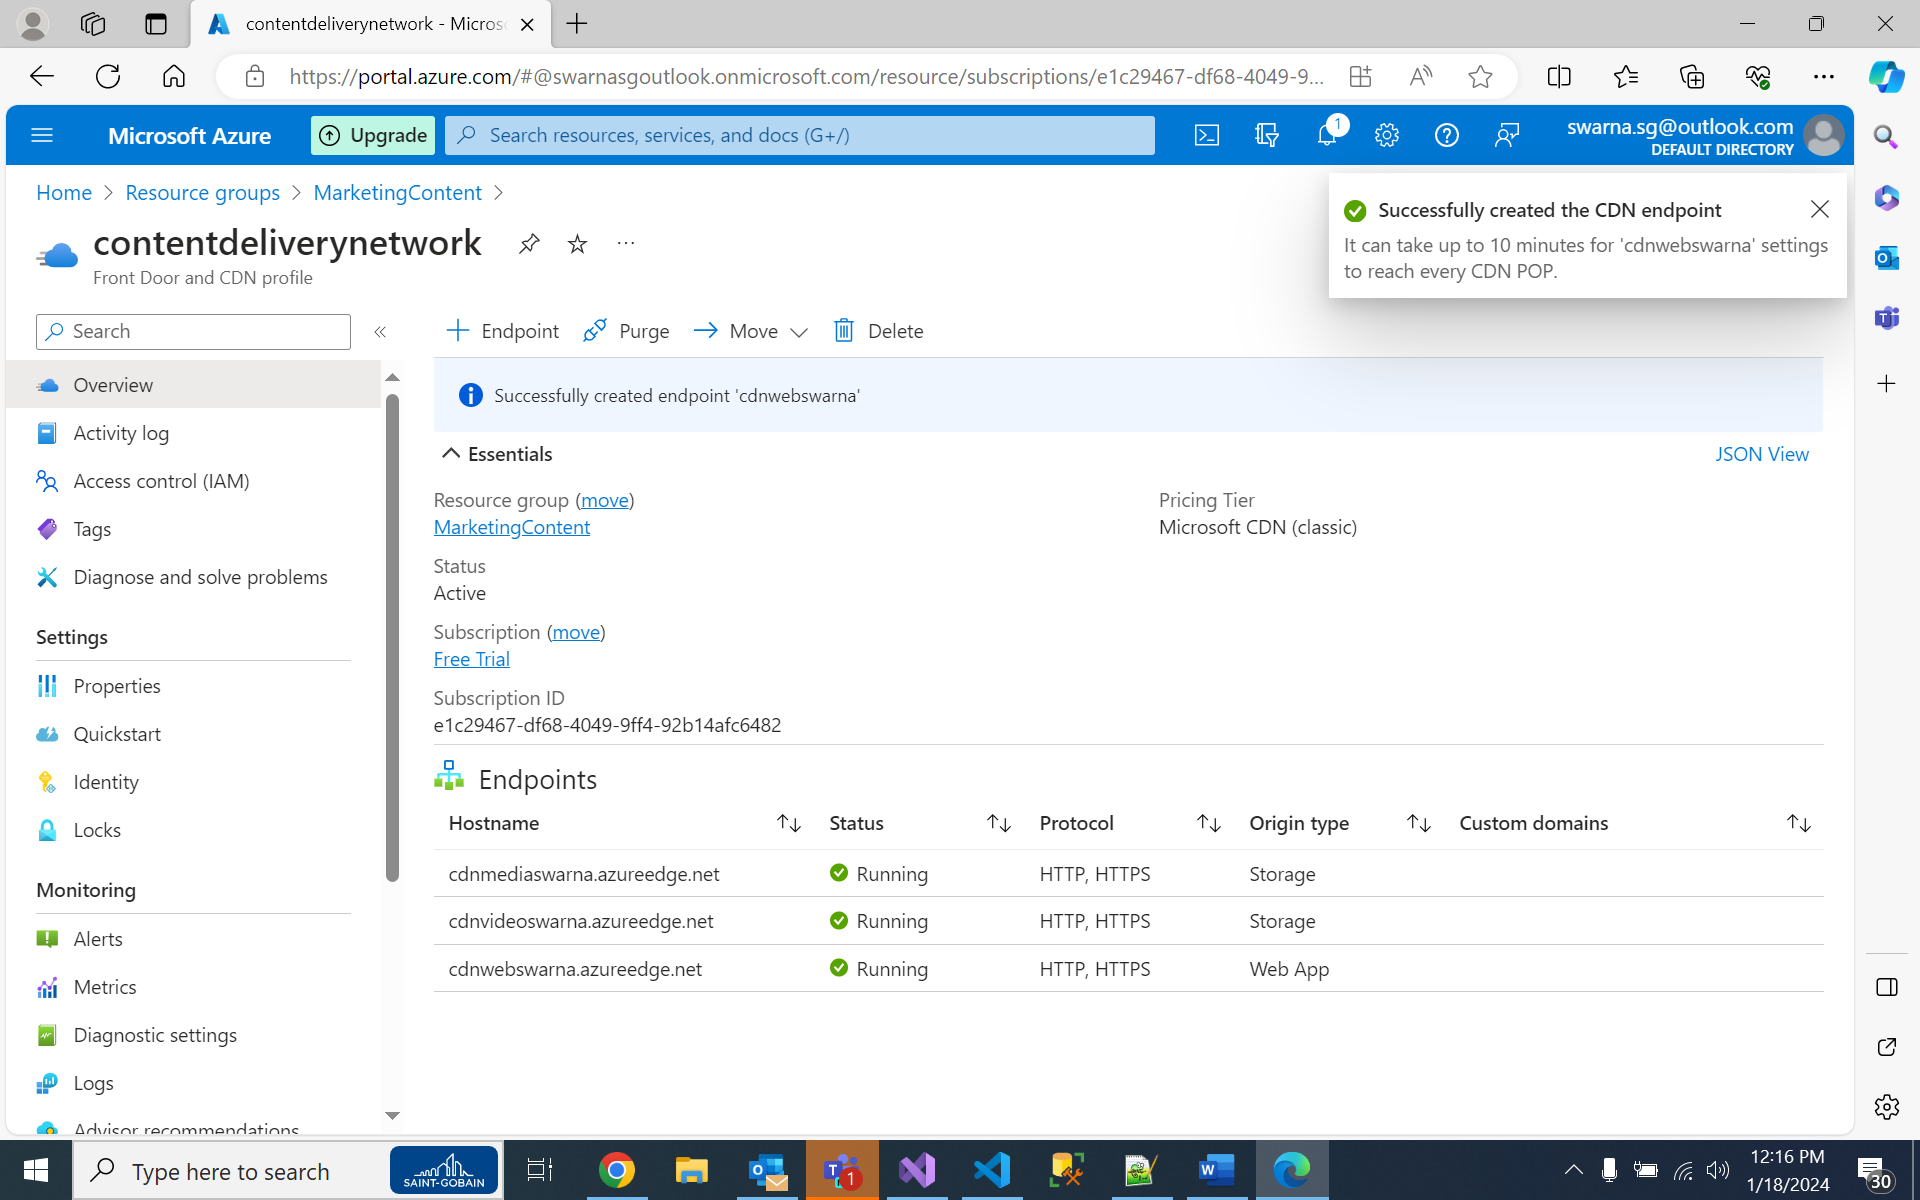 contentdeliverynetwork - Micros
https://portal.azure.com/#@swarnasgoutlook.onmicrosoft.com/resource/subscriptions/e1c29467-df68-4049-9...
Microsoft Azure
Upgrade
Search resources, services, and docs (G+/)
1
swarna.sg@outlook.com
DEFAULT DIRECTORY
Home > Resource groups > MarketingContent >
contentdeliverynetwork
Front Door and CDN profile
Successfully created the CDN endpoint
It can take up to 10 minutes for 'cdnwebswarna' settings
to reach every CDN POP.
Search
Endpoint
Purge
Move
Delete
Overview
Activity log
Access control (IAM)
Tags
Diagnose and solve problems
Settings
Properties
Quickstart
Identity
Locks
Monitoring
Alerts
Metrics
Diagnostic settings
Logs
Advisor recommendations
Successfully created endpoint 'cdnwebswarna'
Essentials
JSON View
Resource group (move)
MarketingContent
Pricing Tier
Microsoft CDN (classic)
Status
Active
Subscription (move)
Free Trial
Subscription ID
e1c29467-df68-4049-9ff4-92b14afc6482
Endpoints
Hostname Status Protocol Origin type Custom domains
cdnmediaswarna.azureedge.net Running HTTP, HTTPS Storage
cdnvideoswarna.azureedge.net Running HTTP, HTTPS Storage
cdnwebswarna.azureedge.net Running HTTP, HTTPS Web App
Type here to search
SAINT-GOBAIN
1
12:16 PM
1/18/2024
30